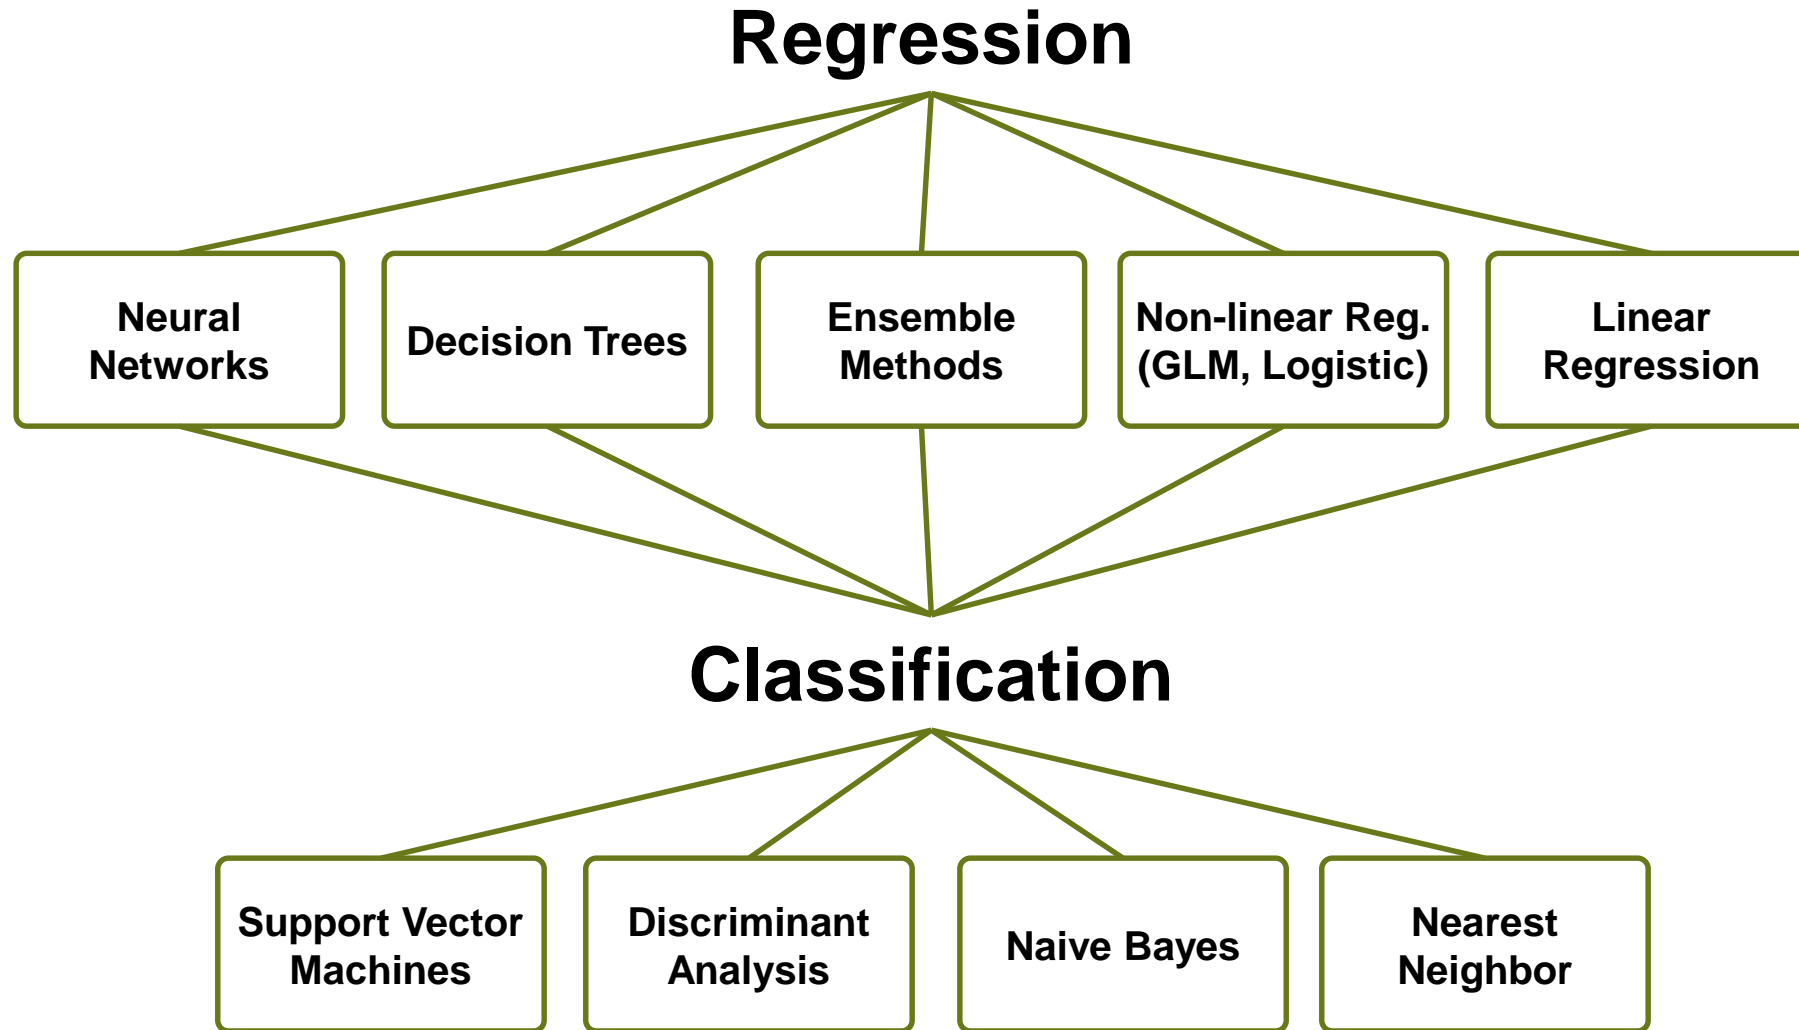 Regression
Neural
Networks
Decision Trees
Ensemble
Methods
Non-linear Reg.
(GLM, Logistic)
Linear
Regression
Classification
Support Vector
Machines
Discriminant
Analysis
Naive Bayes
Nearest
Neighbor